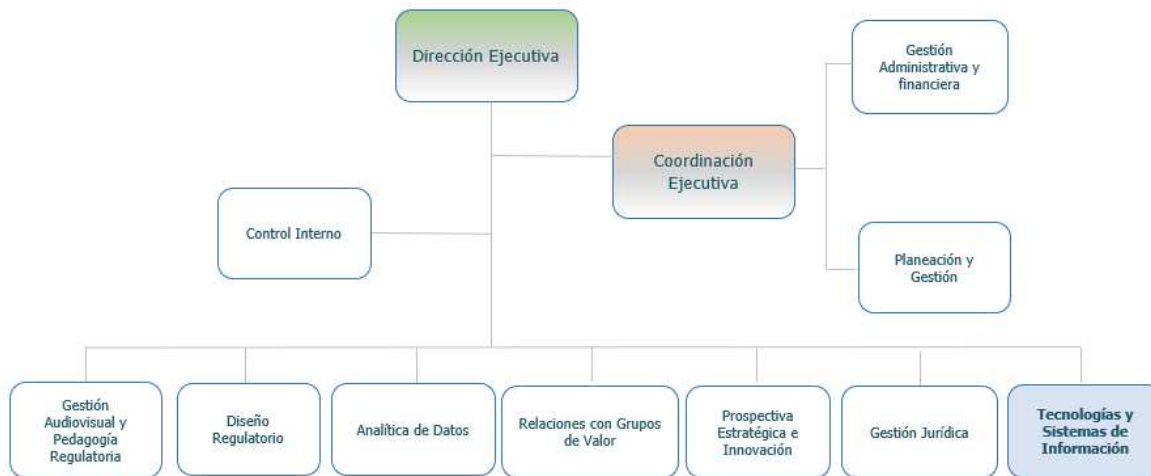 Dirección Ejecutiva
Gestión
Administrativa y
financiera
Coordinación
Ejecutiva
Control Interno
Planeación y
Gestión
Gestión
Audiovisual y
Pedagogía
Regulatoria
Diseño
Regulatorio
Analítica de Datos
Relaciones con Grupos
de Valor
Prospectiva
Estratégica e
Innovación
Gestión Jurídica
Tecnologías y
Sistemas de
Información